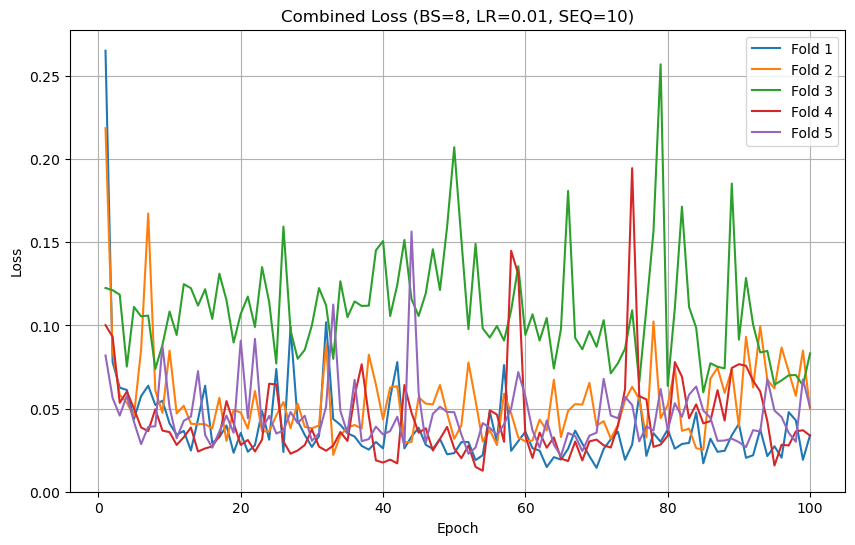 Combined Loss (BS=8, LR=0.01, SEQ=10)
Fold 1
Fold 2
Fold 3
Fold 4
Fold 5
0.25
0.20
0.15
0.10
0.05
0.00
Loss
0 20 40 60 80 100
Epoch